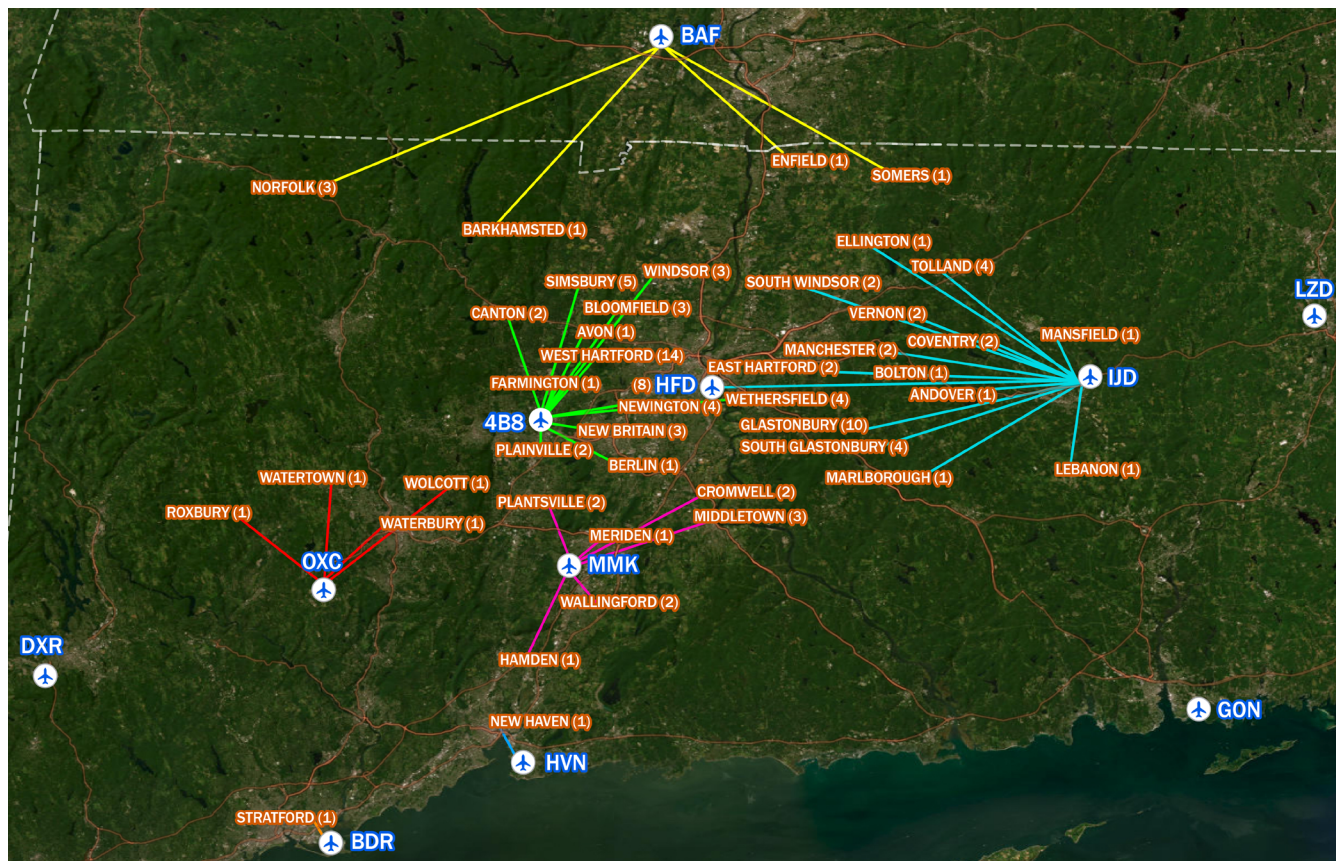 BAF
ENFIELD (1)
SOMERS (1)
NORFOLK (3)
BARKHAMSTED (1)
ELLINGTON (1)
TOLLAND (4)
WINDSOR (3)
SIMSBURY (5)
SOUTH WINDSOR (2)
LZD
BLOOMFIELD (3)
CANTON (2)
VERNON (2)
AVON (1)
MANSFIELD (1)
COVENTRY (2)
MANCHESTER (2)
WEST HARTFORD (14)
EAST HARTFORD (2)
BOLTON (1)
IJD
FARMINGTON (1)
(8) HFD
ANDOVER (1)
WETHERSFIELD (4)
NEWINGTON (4)
4B8
GLASTONBURY (10)
NEW BRITAIN (3)
SOUTH GLASTONBURY (4)
PLAINVILLE (2)
BERLIN (1)
LEBANON (1)
MARLBOROUGH (1)
WATERTOWN (1)
WOLCOTT (1)
CROMWELL (2)
PLANTSVILLE (2)
ROXBURY (1)
MIDDLETOWN (3)
WATERBURY (1)
MERIDEN (1)
OXC
MMK
WALLINGFORD (2)
DXR
HAMDEN (1)
GON
NEW HAVEN (1)
HVN
STRATFORD (1)
BDR